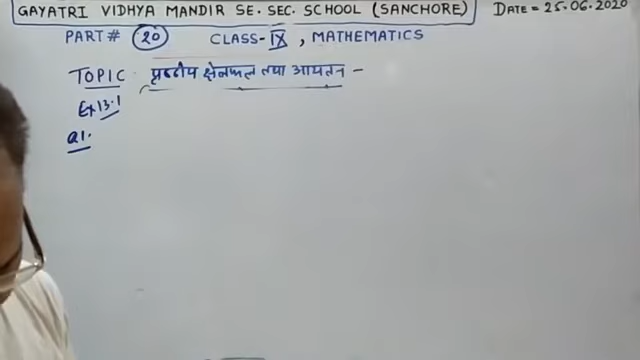 GAYATRI VIDHYA MANDIR SE. SEC. SCHOOL (SANCHORE) DATE = 25.06.2020
PART# 20 CLASS-IX, MATHEMATICS
TOPIC पृष्ठीय क्षेत्रफल तथा आयतन -
Ex 13.1
Q1.